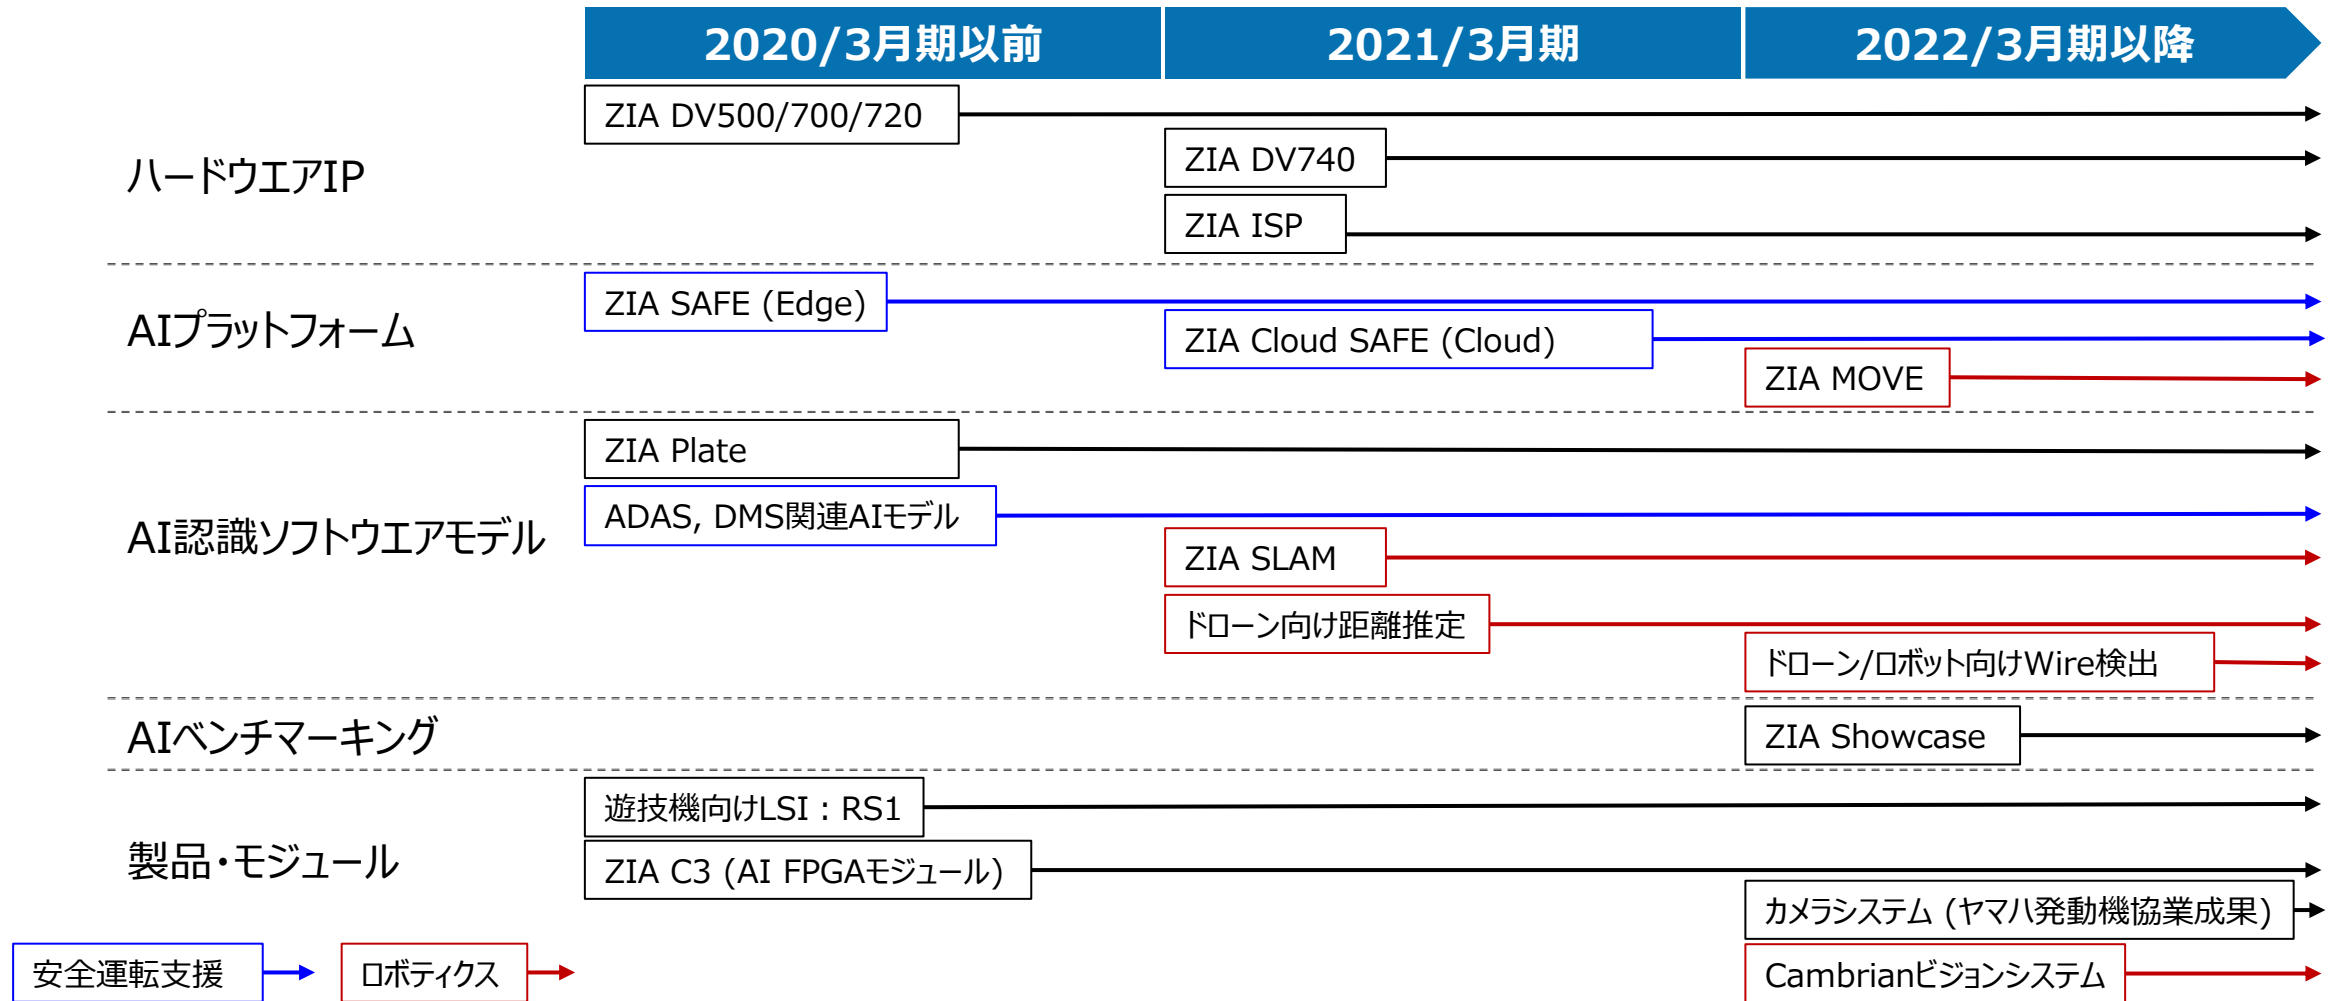 2020/3月期以前
2021/3月期
2022/3月期以降
ハードウエアIP
ZIA DV500/700/720
ZIA DV740
ZIA ISP
AIプラットフォーム
ZIA SAFE (Edge)
ZIA Cloud SAFE (Cloud)
ZIA MOVE
AI認識ソフトウエアモデル
ZIA Plate
ADAS, DMS関連AIモデル
ZIA SLAM
ドローン向け距離推定
ドローン/ロボット向けWire検出
AIベンチマーキング
ZIA Showcase
製品・モジュール
遊技機向けLSI：RS1
ZIA C3 (AI FPGAモジュール)
カメラシステム (ヤマハ発動機協業成果)
Cambrianビジョンシステム
安全運転支援
ロボティクス